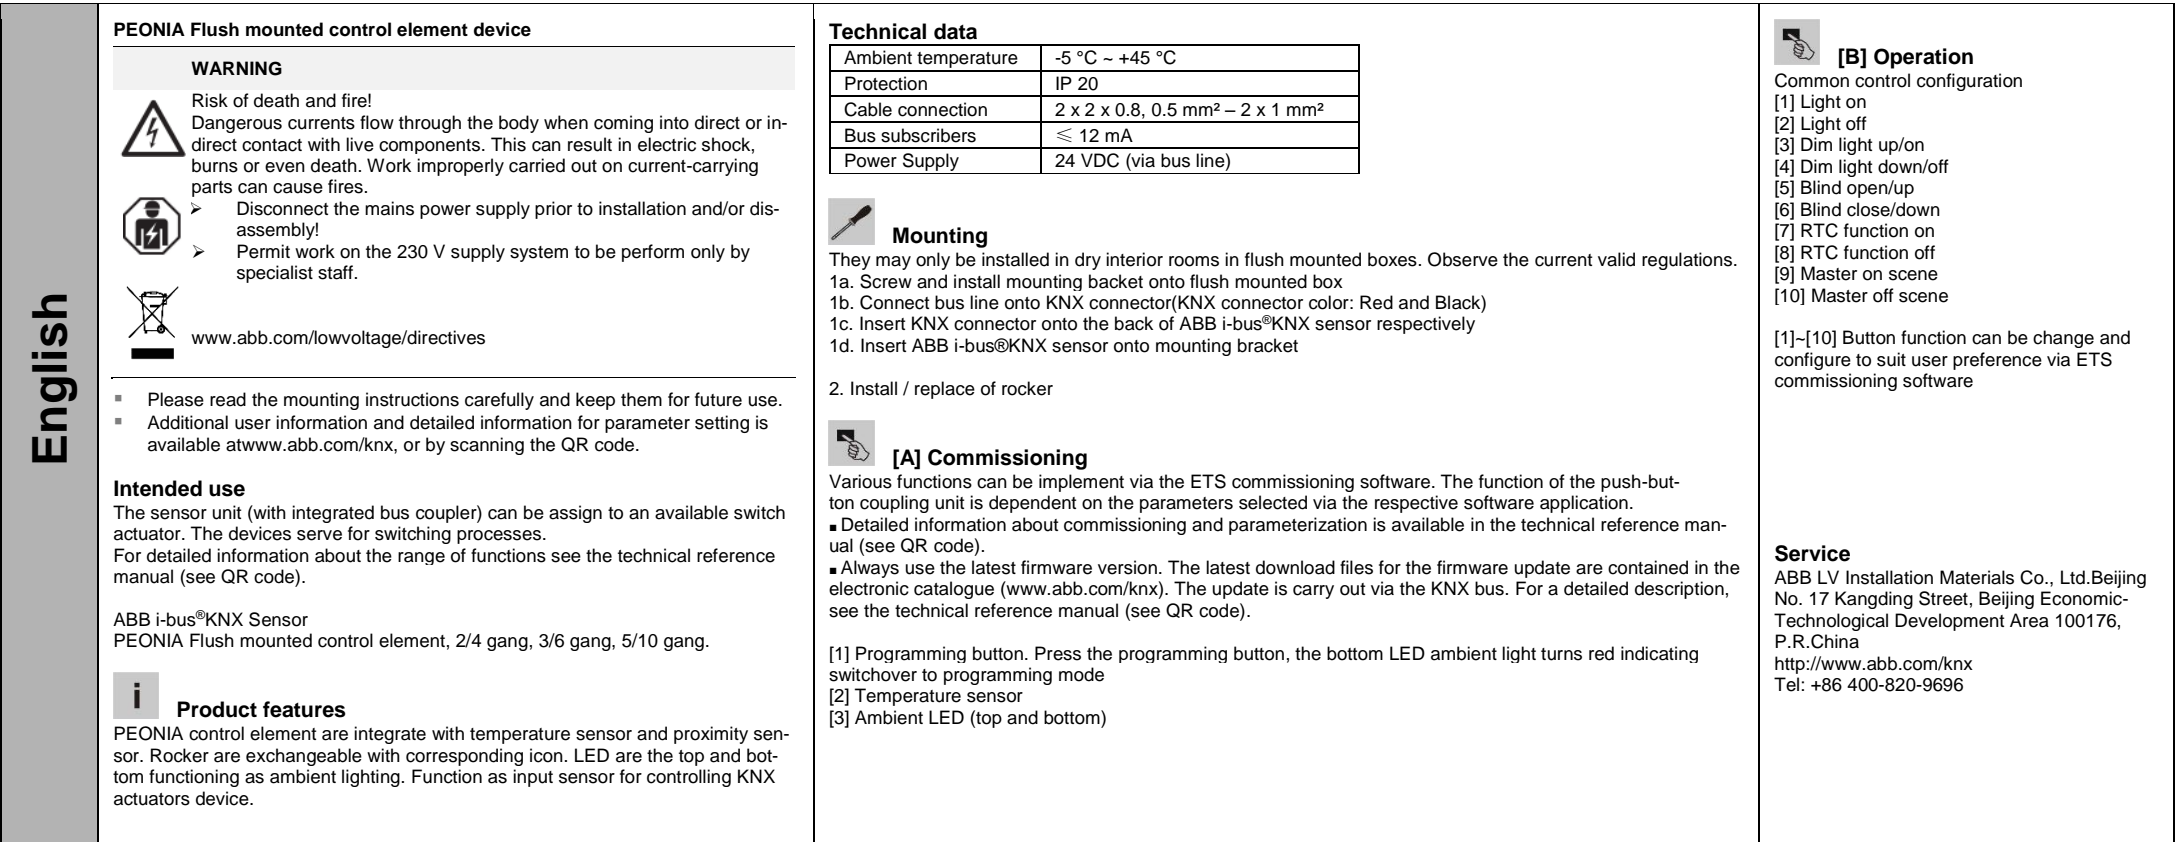 English
PEONIA Flush mounted control element device
WARNING
Risk of death and fire!
Dangerous currents flow through the body when coming into direct or in-
direct contact with live components. This can result in electric shock,
burns or even death. Work improperly carried out on current-carrying
parts can cause fires.
➢ Disconnect the mains power supply prior to installation and/or dis-
assembly!
➢ Permit work on the 230 V supply system to be perform only by
specialist staff.
www.abb.com/lowvoltage/directives
▪ Please read the mounting instructions carefully and keep them for future use.
▪ Additional user information and detailed information for parameter setting is
available atwww.abb.com/knx, or by scanning the QR code.
Intended use
The sensor unit (with integrated bus coupler) can be assign to an available switch
actuator. The devices serve for switching processes.
For detailed information about the range of functions see the technical reference
manual (see QR code).
ABB i-bus®KNX Sensor
PEONIA Flush mounted control element, 2/4 gang, 3/6 gang, 5/10 gang.
i Product features
PEONIA control element are integrate with temperature sensor and proximity sen-
sor. Rocker are exchangeable with corresponding icon. LED are the top and bot-
tom functioning as ambient lighting. Function as input sensor for controlling KNX
actuators device.
Technical data
Ambient temperature -5 °C ~ +45 °C
Protection IP 20
Cable connection 2 x 2 x 0.8, 0.5 mm² – 2 x 1 mm²
Bus subscribers ⩽ 12 mA
Power Supply 24 VDC (via bus line)
Mounting
They may only be installed in dry interior rooms in flush mounted boxes. Observe the current valid regulations.
1a. Screw and install mounting backet onto flush mounted box
1b. Connect bus line onto KNX connector(KNX connector color: Red and Black)
1c. Insert KNX connector onto the back of ABB i-bus®KNX sensor respectively
1d. Insert ABB i-bus®KNX sensor onto mounting bracket
2. Install / replace of rocker
[A] Commissioning
Various functions can be implement via the ETS commissioning software. The function of the push-but-
ton coupling unit is dependent on the parameters selected via the respective software application.
■ Detailed information about commissioning and parameterization is available in the technical reference man-
ual (see QR code).
■ Always use the latest firmware version. The latest download files for the firmware update are contained in the
electronic catalogue (www.abb.com/knx). The update is carry out via the KNX bus. For a detailed description,
see the technical reference manual (see QR code).
[1] Programming button. Press the programming button, the bottom LED ambient light turns red indicating
switchover to programming mode
[2] Temperature sensor
[3] Ambient LED (top and bottom)
[B] Operation
Common control configuration
[1] Light on
[2] Light off
[3] Dim light up/on
[4] Dim light down/off
[5] Blind open/up
[6] Blind close/down
[7] RTC function on
[8] RTC function off
[9] Master on scene
[10] Master off scene
[1]~[10] Button function can be change and
configure to suit user preference via ETS
commissioning software
Service
ABB LV Installation Materials Co., Ltd.Beijing
No. 17 Kangding Street, Beijing Economic-
Technological Development Area 100176,
P.R.China
http://www.abb.com/knx
Tel: +86 400-820-9696